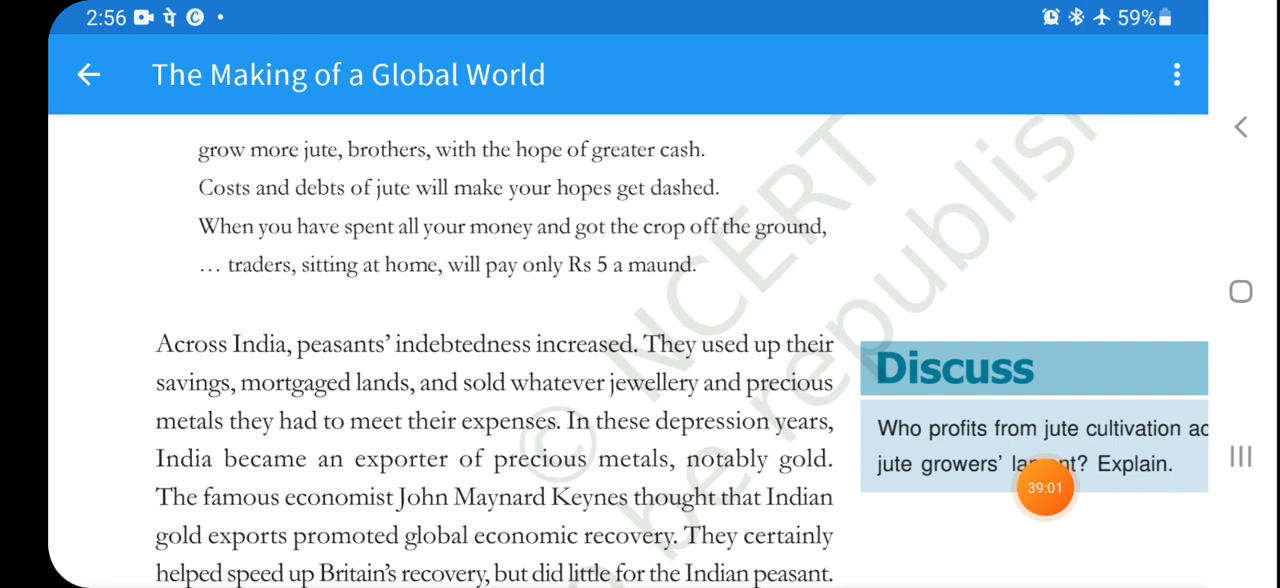 2:56 पे C
59%
The Making of a Global World
grow more jute, brothers, with the hope of greater cash.
Costs and debts of jute will make your hopes get dashed.
When you have spent all your money and got the crop off the ground,
… traders, sitting at home, will pay only Rs 5 a maund.
Across India, peasants’ indebtedness increased. They used up their
savings, mortgaged lands, and sold whatever jewellery and precious
metals they had to meet their expenses. In these depression years,
India became an exporter of precious metals, notably gold.
The famous economist John Maynard Keynes thought that Indian
gold exports promoted global economic recovery. They certainly
helped speed up Britain’s recovery, but did little for the Indian peasant.
Discuss
Who profits from jute cultivation
jute growers’ ? Explain.
39:01
© NCERT
be republis